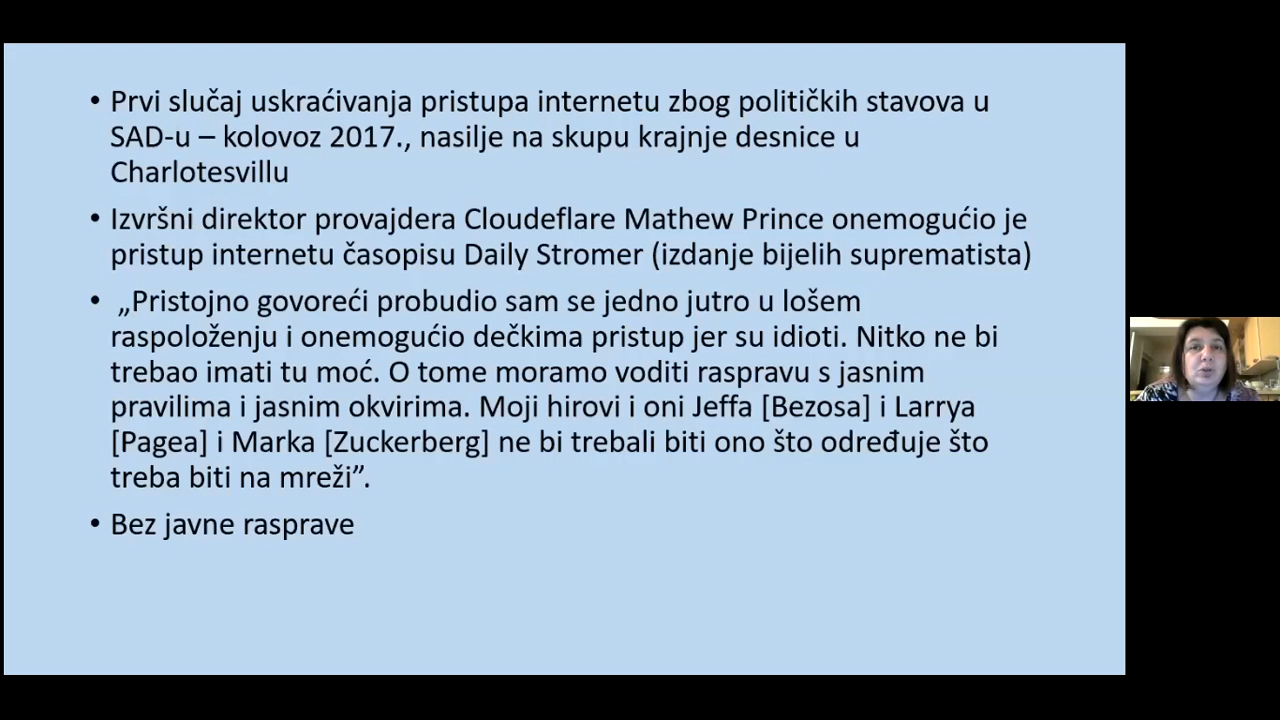 • Prvi slučaj uskraćivanja pristupa internetu zbog političkih stavova u
SAD-u – kolovoz 2017., nasilje na skupu krajnje desnice u
Charlotesvillu
• Izvršni direktor provajdera Cloudeflare Mathew Prince onemogućio je
pristup internetu časopisu Daily Stromer (izdanje bijelih suprematista)
• „Pristojno govoreći probudio sam se jedno jutro u lošem
raspoloženju i onemogućio dečkima pristup jer su idioti. Nitko ne bi
trebao imati tu moć. O tome moramo voditi raspravu s jasnim
pravilima i jasnim okvirima. Moji hirovi i oni Jeffa [Bezosa] i Larrya
[Pagea] i Marka [Zuckerberg] ne bi trebali biti ono što određuje što
treba biti na mreži”.
• Bez javne rasprave